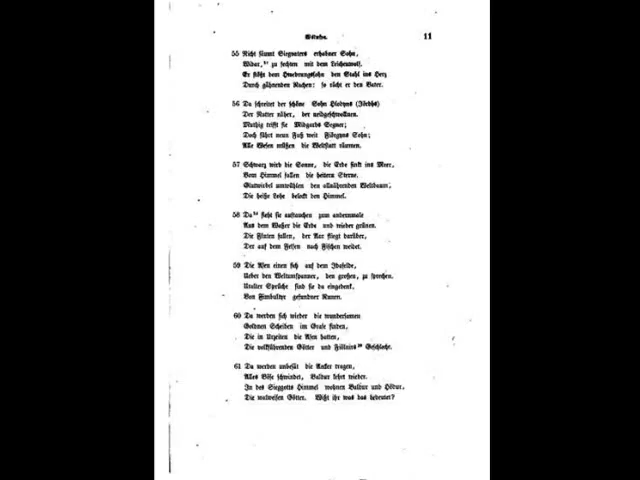 Wöluspa. 11
55 Nicht säumt Siegvaters erhabner Sohn,
Widar, zu fechten mit dem Leichenwolf.
Er stößt dem Hwedrungssohn den Stahl ins Herz
Durch gähnenden Rachen: so rächt er den Vater.
56 Da schreitet der schöne Sohn Hlodyns (Jördhs)
Der Natter näher, der neidgeschwollnen.
Muthig trifft sie Midgards Segner;
Doch fährt neun Fuß weit Fiörgyns Sohn;
Alle Wesen müßen die Weltstatt räumen.
57 Schwarz wird die Sonne, die Erde sinkt ins Meer,
Vom Himmel fallen die heitern Sterne.
Glutwirbel umwühlen den allnährenden Weltbaum,
Die heiße Lohe beleckt den Himmel.
58 Da sieht sie auftauchen zum andernmale
Aus dem Waßer die Erde und wieder grünen.
Die Fluten fallen, der Aar fliegt darüber,
Der auf dem Felsen nach Fischen weidet.
59 Die Asen einen sich auf dem Idafelde,
Ueber den Weltumspanner, den großen, zu sprechen.
Uralter Sprüche sind sie da eingedenk,
Von Fimbultyr gefundner Runen.
60 Da werden sich wieder die wundersamen
Goldnen Scheiben im Grase finden,
Die in Urzeiten die Asen hatten,
Die volkführenden Götter und Fiölnirs Geschlecht.
61 Da werden unbesät die Aecker tragen,
Alles Böse schwindet, Baldur kehrt wieder.
In des Sieggotts Himmel wohnen Baldur und Hödur,
Die walweisen Götter. Wißt ihr was das bedeutet?